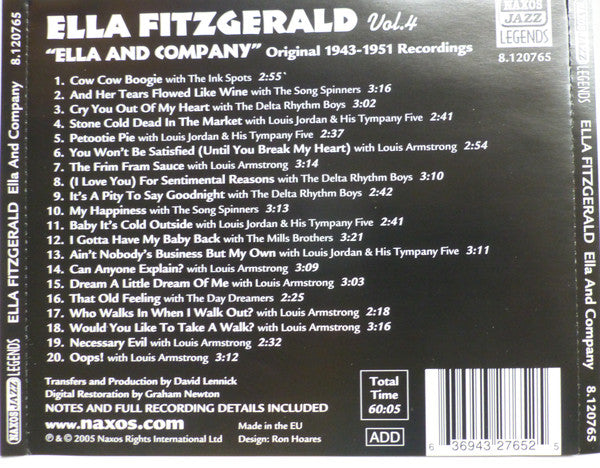 ELLA FITZGERALD Vol.4
"ELLA AND COMPANY" Original 1943-1951 Recordings
NAXOS JAZZ
LEGENDS
8.120765
1. Cow Cow Boogie with The Ink Spots 2:55*
2. And Her Tears Flowed Like Wine with The Song Spinners 3:16
3. Cry You Out Of My Heart with The Delta Rhythm Boys 3:02
4. Stone Cold Dead In The Market with Louis Jordan & His Tympany Five 2:41
5. Petootie Pie with Louis Jordan & His Tympany Five 2:37
6. You Won't Be Satisfied (Until You Break My Heart) with Louis Armstrong 2:54
7. The Frim Fram Sauce with Louis Armstrong 3:14
8. (I Love You) For Sentimental Reasons with The Delta Rhythm Boys 3:10
9. It's A Pity To Say Goodnight with The Delta Rhythm Boys 2:42
10. My Happiness with The Song Spinners 3:13
11. Baby It's Cold Outside with Louis Jordan & His Tympany Five 2:41
12. I Gotta Have My Baby Back with The Mills Brothers 3:21
13. Ain't Nobody's Business But My Own with Louis Jordan & His Tympany Five 3:11
14. Can Anyone Explain? with Louis Armstrong 3:09
15. Dream A Little Dream Of Me with Louis Armstrong 3:03
16. That Old Feeling with The Day Dreamers 2:25
17. Who Walks In When I Walk Out? with Louis Armstrong 2:18
18. Would You Like To Take A Walk? with Louis Armstrong 3:16
19. Necessary Evil with Louis Armstrong 2:32
20. Oops! with Louis Armstrong 3:12
Transfers and Production by David Lennick
Digital Restoration by Graham Newton
NOTES AND FULL RECORDING DETAILS INCLUDED
www.naxos.com
℗ & © 2005 Naxos Rights International Ltd
Made in the EU
Design: Ron Hoares
Total
Time
60:05
ADD
6 36943 27652 5
NAXOS JAZZ LEGENDS ELLA FITZGERALD Ella And Company 8.120765
LEGENDS ELLA FITZGERALD Ella And Company 8.120765